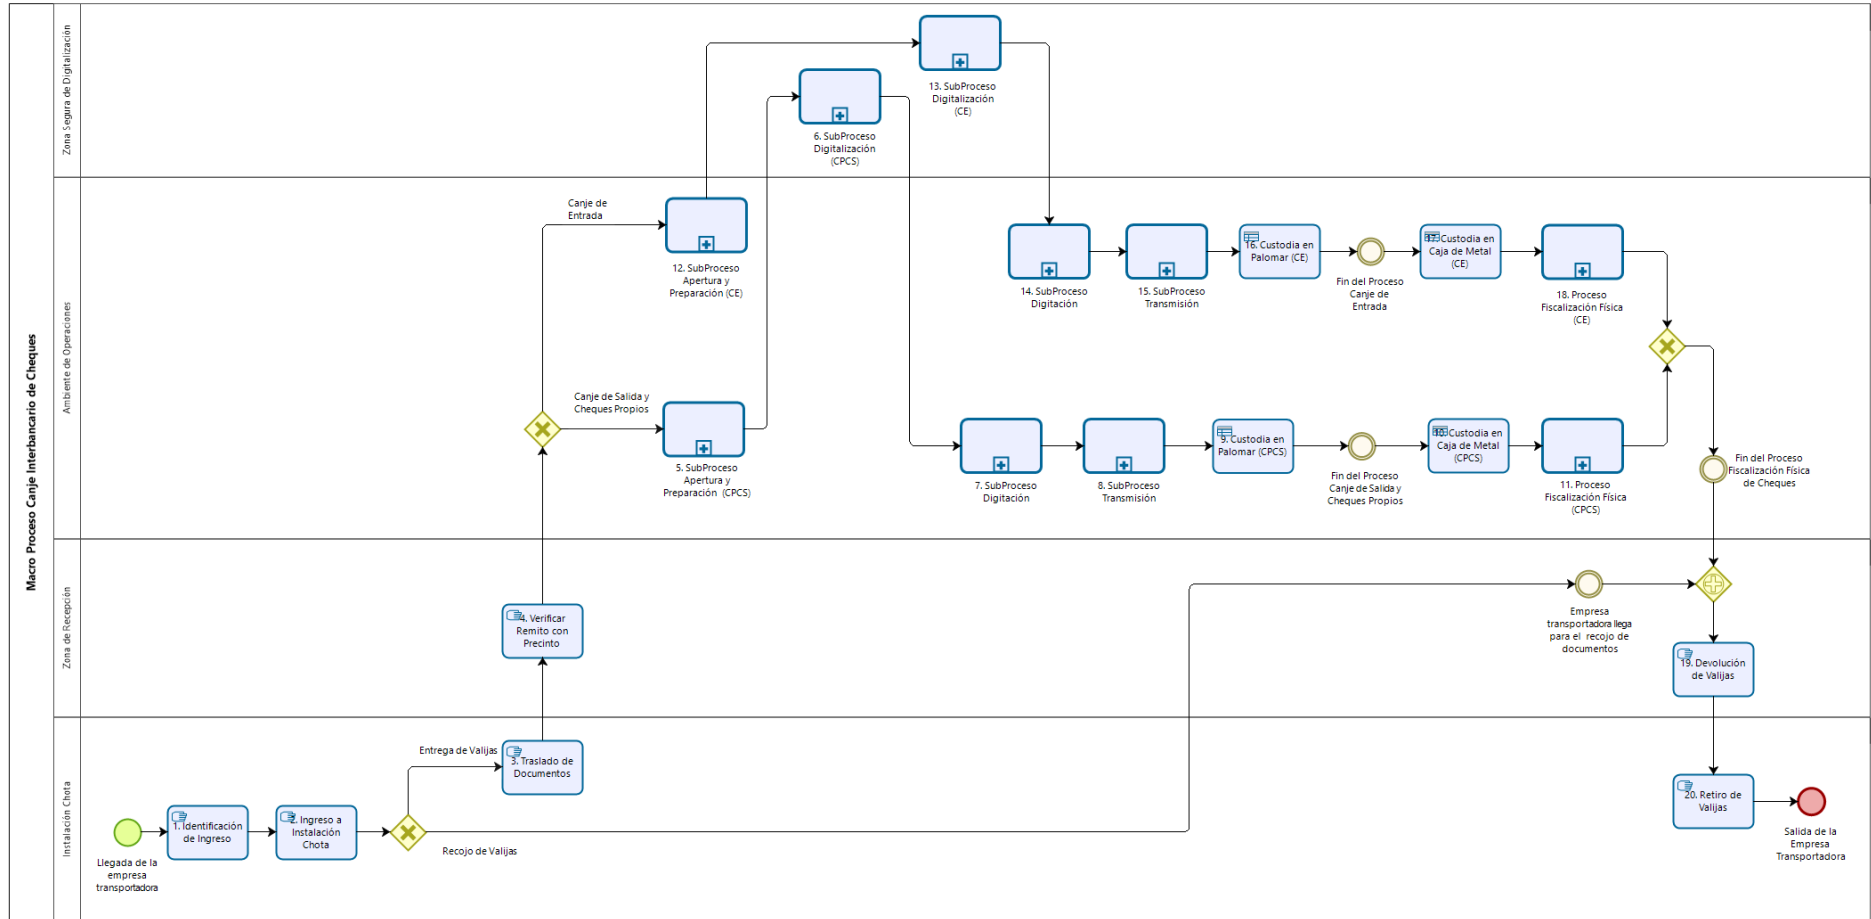 Macro Proceso Canje Interbancario de Cheques
Zona Segura de Digitalización
13. SubProceso
Digitalización
(CE)
6. SubProceso
Digitalización
(CPCS)
Ambiente de Operaciones
Canje de
Entrada
12. SubProceso
Apertura y
Preparación (CE)
14. SubProceso
Digitación
15. SubProceso
Transmisión
16. Custodia en
Palomar (CE)
Fin del Proceso
Canje de
Entrada
17. Custodia en
Caja de Metal
(CE)
18. Proceso
Fiscalización Física
(CE)
Canje de Salida y
Cheques Propios
5. SubProceso
Apertura y
Preparación (CPCS)
7. SubProceso
Digitación
8. SubProceso
Transmisión
9. Custodia en
Palomar (CPCS)
Fin del Proceso
Canje de Salida y
Cheques Propios
10. Custodia en
Caja de Metal
(CPCS)
11. Proceso
Fiscalización Física
(CPCS)
Fin del Proceso
Fiscalización Física
de Cheques
Zona de Recepción
4. Verificar
Remito con
Precinto
Empresa
transportadora llega
para el recojo de
documentos
19. Devolución
de Valijas
Instalación Chota
Llegada de la
empresa
transportadora
1. Identificación
de Ingreso
2. Ingreso a
Instalación
Chota
Entrega de Valijas
Recojo de Valijas
3. Traslado de
Documentos
20. Retiro de
Valijas
Salida de la
Empresa
Transportadora